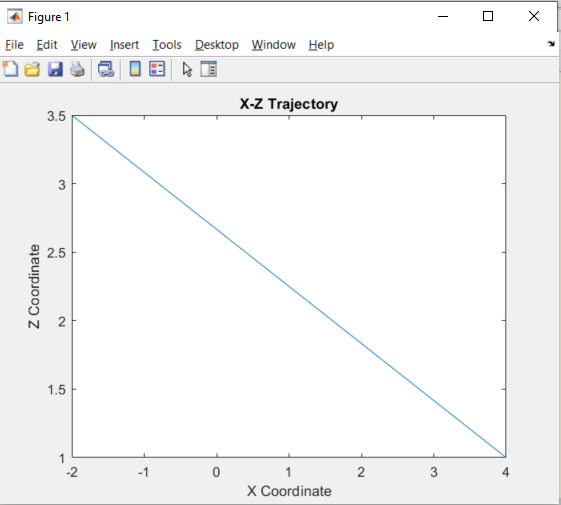 Figure 1
File Edit View Insert Tools Desktop Window Help
X-Z Trajectory
3.5
3
2.5
2
1.5
1
Z Coordinate
-2 -1 0 1 2 3 4
X Coordinate